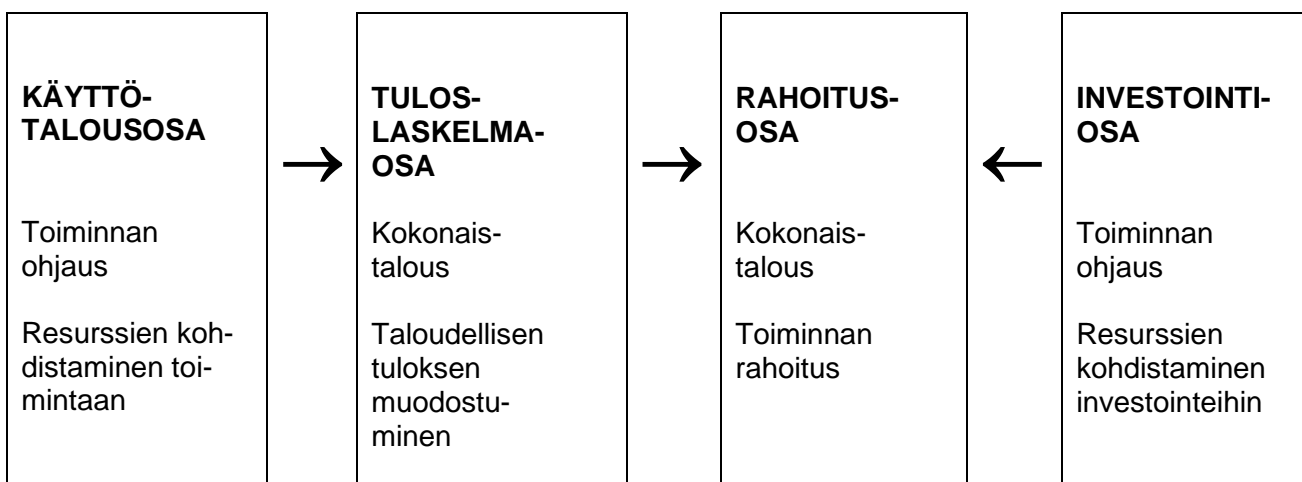 KÄYTTÖ-
TALOUSOSA
Toiminnan
ohjaus
Resurssien koh-
distaminen toi-
mintaan
→
TULOS-
LASKELMA-
OSA
Kokonais-
talous
Taloudellisen
tuloksen
muodostu-
minen
→
RAHOITUS-
OSA
Kokonais-
talous
Toiminnan
rahoitus
←
INVESTOINTI-
OSA
Toiminnan
ohjaus
Resurssien
kohdistaminen
investointeihin